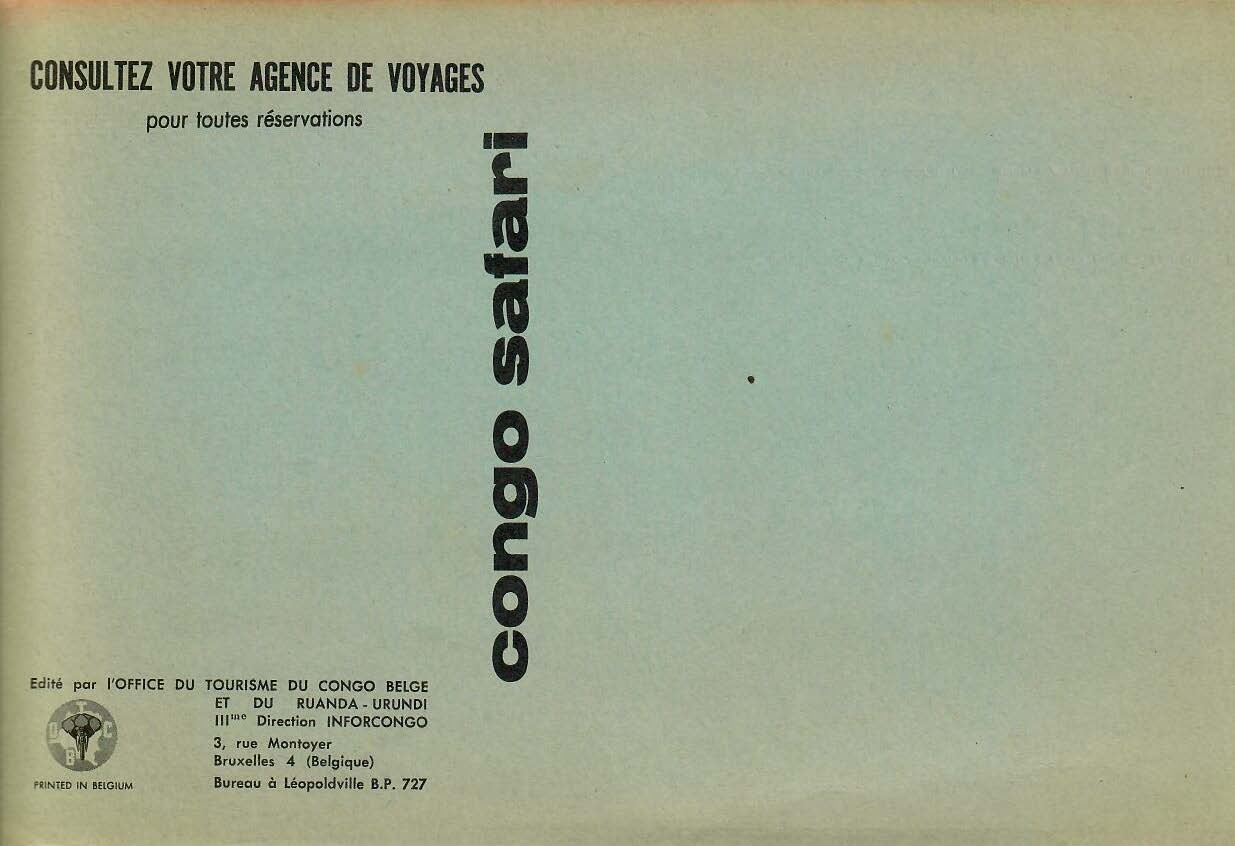 CONSULTEZ VOTRE AGENCE DE VOYAGES
pour toutes réservations
congo safari
Edité par l'OFFICE DU TOURISME DU CONGO BELGE
ET DU RUANDA-URUNDI
IIIme Direction INFORCONGO
3, rue Montoyer
Bruxelles 4 (Belgique)
Bureau à Léopoldville B.P. 727
O T C B
PRINTED IN BELGIUM